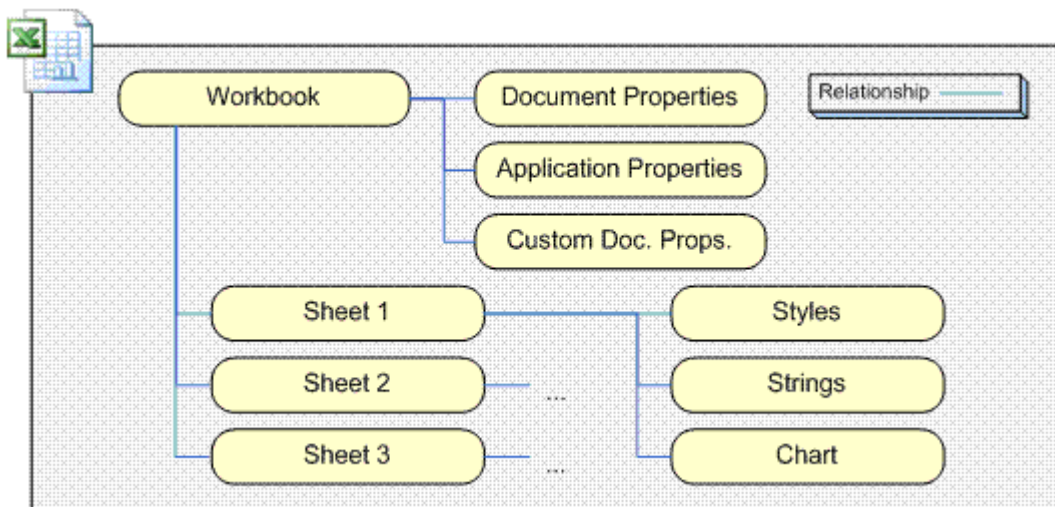 Workbook
Document Properties
Relationship
Application Properties
Custom Doc. Props.
Sheet 1
Styles
Sheet 2
...
Strings
Sheet 3
...
Chart